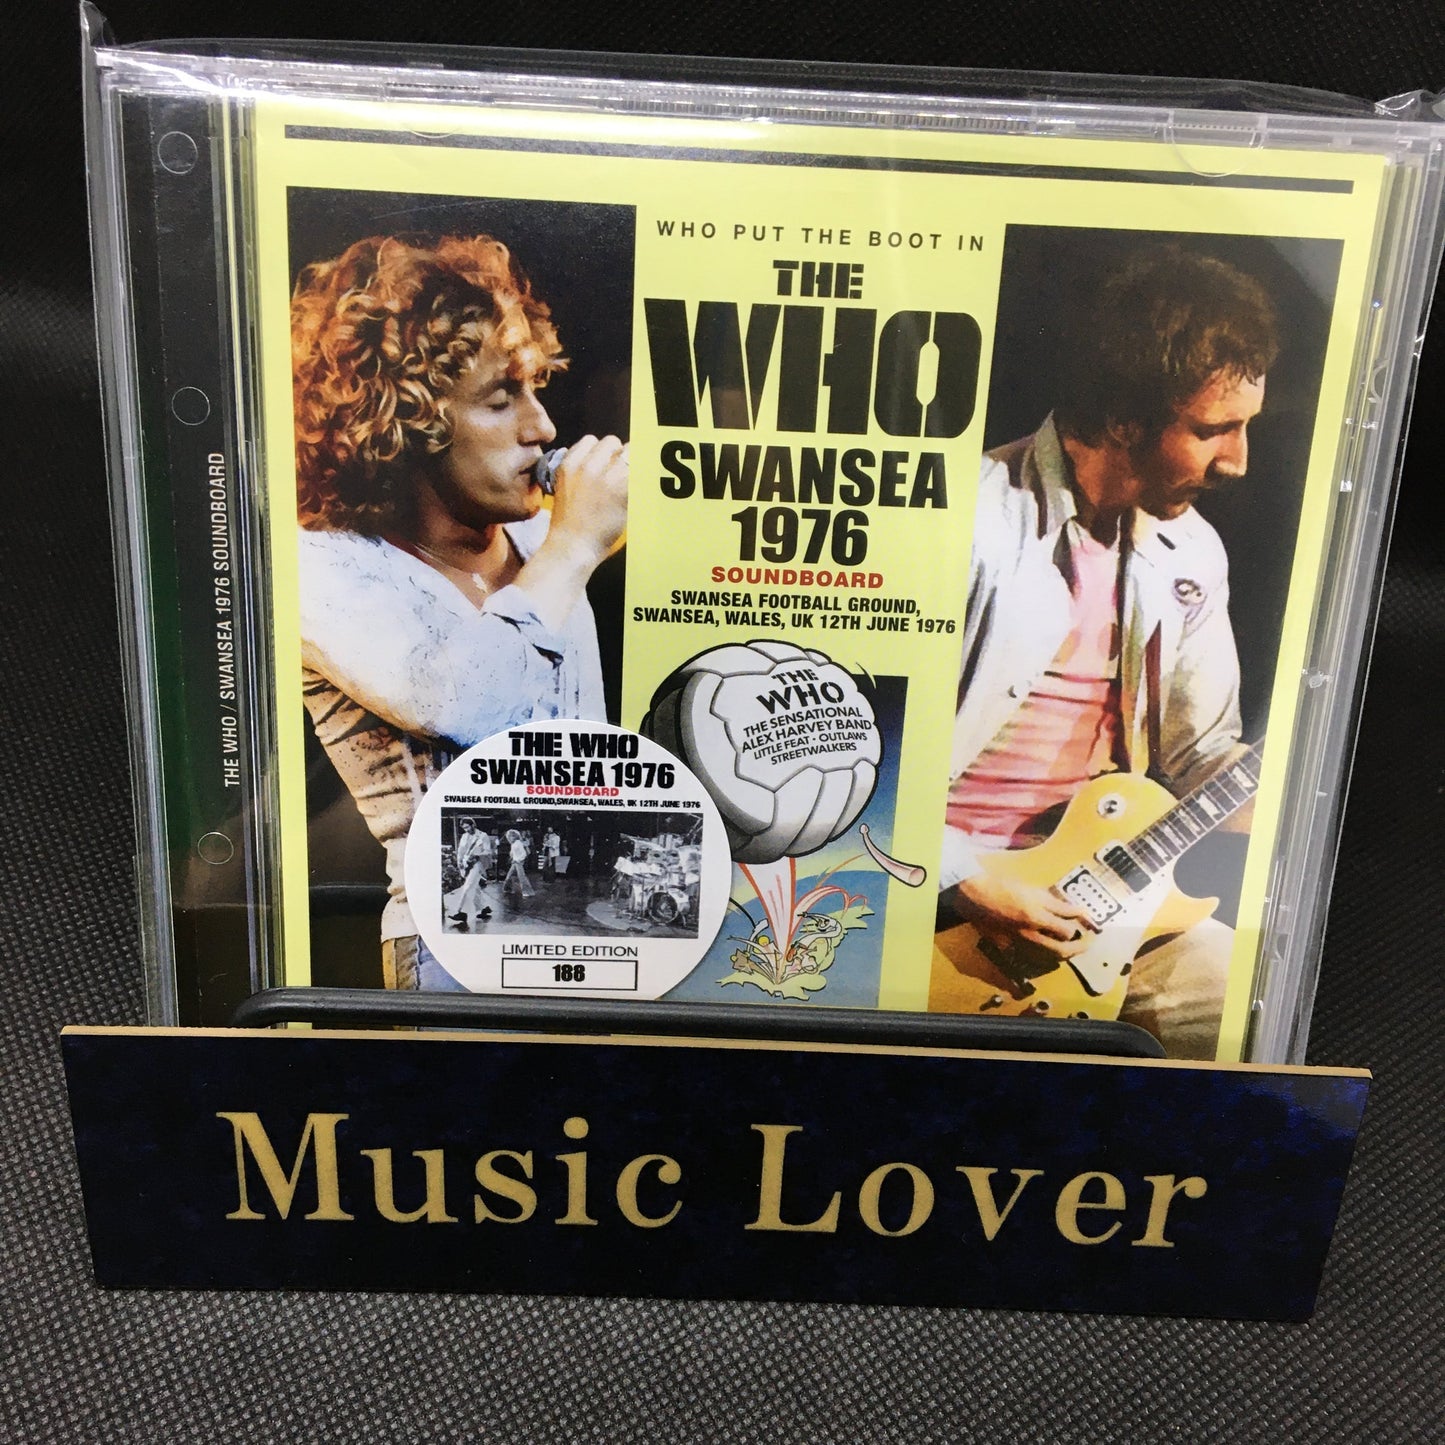 WHO PUT THE BOOT IN
THE
WHO
SWANSEA
1976
SOUNDBOARD
SWANSEA FOOTBALL GROUND,
SWANSEA, WALES, UK 12TH JUNE 1976
THE
WHO
THE SENSATIONAL
ALEX HARVEY BAND
LITTLE FEAT - OUTLAWS
STREETWALKERS
THE WHO
SWANSEA 1976
SOUNDBOARD
SWANSEA FOOTBALL GROUND,SWANSEA, WALES, UK 12TH JUNE 1976
LIMITED EDITION
188
THE WHO / SWANSEA 1976 SOUNDBOARD
Music Lover